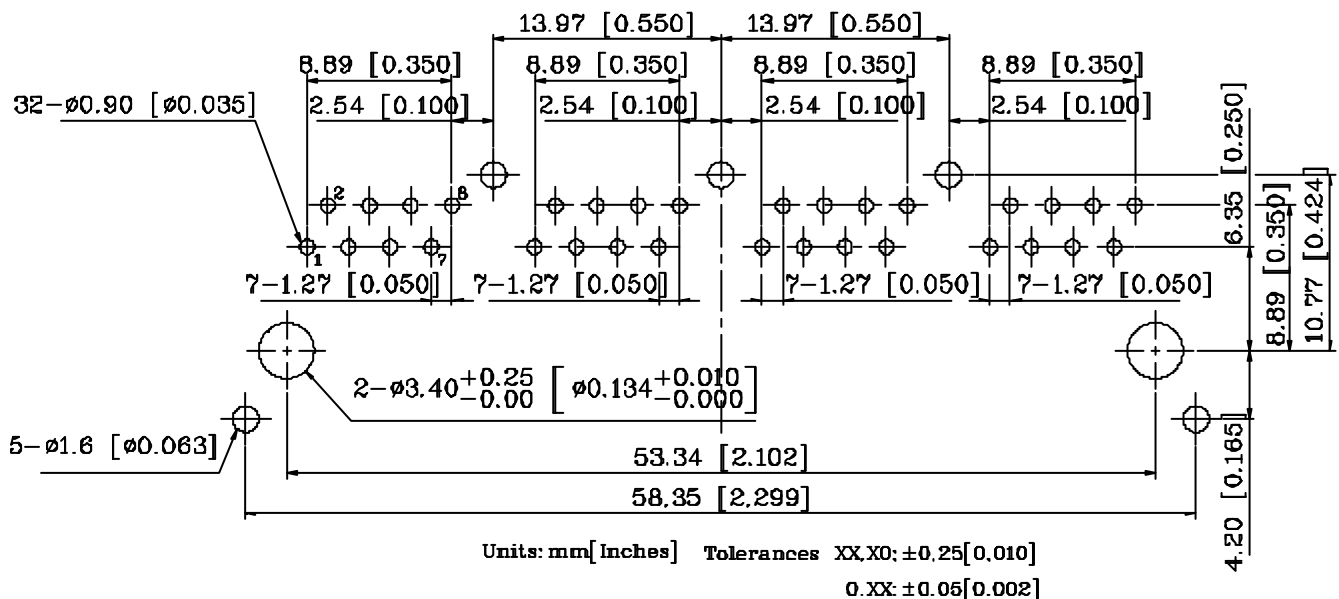 13.97 [0.550] 13.97 [0.550]
8.89 [0.350] 8.89 [0.350] 8.89 [0.350] 8.89 [0.350]
32-ø0.90 [ø0.035] 2.54 [0.100] 2.54 [0.100] 2.54 [0.100] 2.54 [0.100]
2 8
1 7
7-1.27 [0.050] 7-1.27 [0.050] 7-1.27 [0.050] 7-1.27 [0.050]
6.35 [0.250]
8.89 [0.350]
10.77 [0.424]
2-ø3.40 +0.25 -0.00 [ø0.134 +0.010 -0.000]
5-ø1.6 [ø0.063]
53.34 [2.102]
58.35 [2.299]
4.20 [0.165]
Units: mm[Inches] Tolerances XX.X0: ±0.25[0.010]
0.XX: ±0.05[0.002]